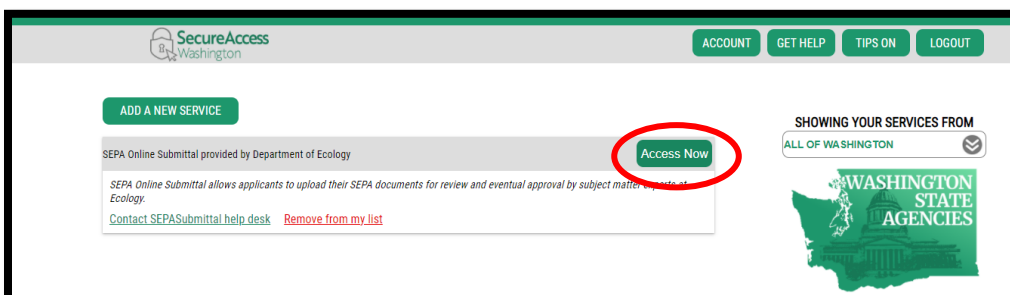 SecureAccess
Washington
ACCOUNT GET HELP TIPS ON LOGOUT
ADD A NEW SERVICE
SHOWING YOUR SERVICES FROM
ALL OF WASHINGTON
SEPA Online Submittal provided by Department of Ecology Access Now
SEPA Online Submittal allows applicants to upload their SEPA documents for review and eventual approval by subject matter experts at
Ecology.
Contact SEPASubmittal help desk Remove from my list
WASHINGTON
STATE
AGENCIES